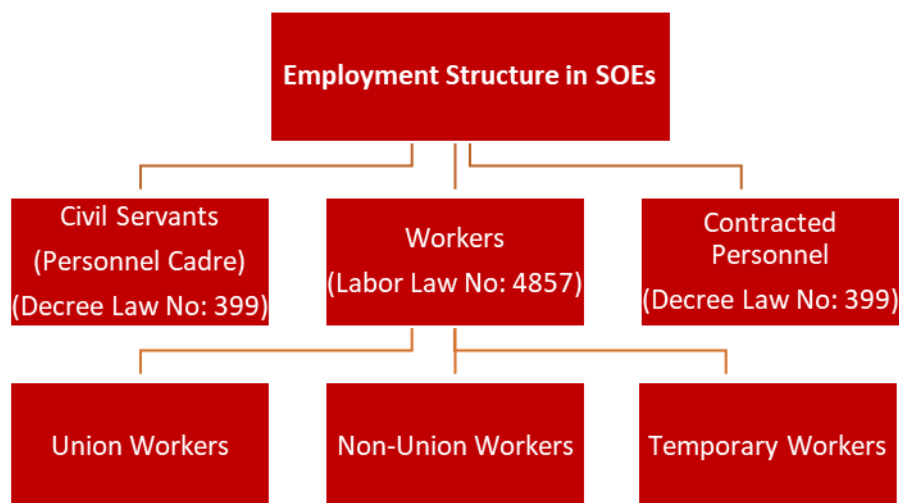 Employment Structure in SOEs
Civil Servants
(Personnel Cadre)
(Decree Law No: 399)
Workers
(Labor Law No: 4857)
Contracted
Personnel
(Decree Law No: 399)
Union Workers
Non-Union Workers
Temporary Workers